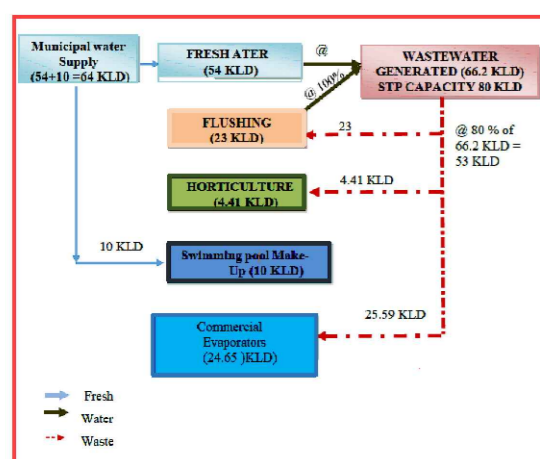 Municipal water
Supply
(54+10 =64 KLD)
FRESH ATER
(54 KLD)
@
WASTEWATER
GENERATED (66.2 KLD)
STP CAPACITY 80 KLD
@ 100%
FLUSHING
(23 KLD)
23
@ 80 % of
66.2 KLD =
53 KLD
HORTICULTURE
(4.41 KLD)
4.41 KLD
10 KLD
Swimming pool Make-
Up (10 KLD)
25.59 KLD
Commercial
Evaporators
(24.65 )KLD)
Fresh
Water
Waste